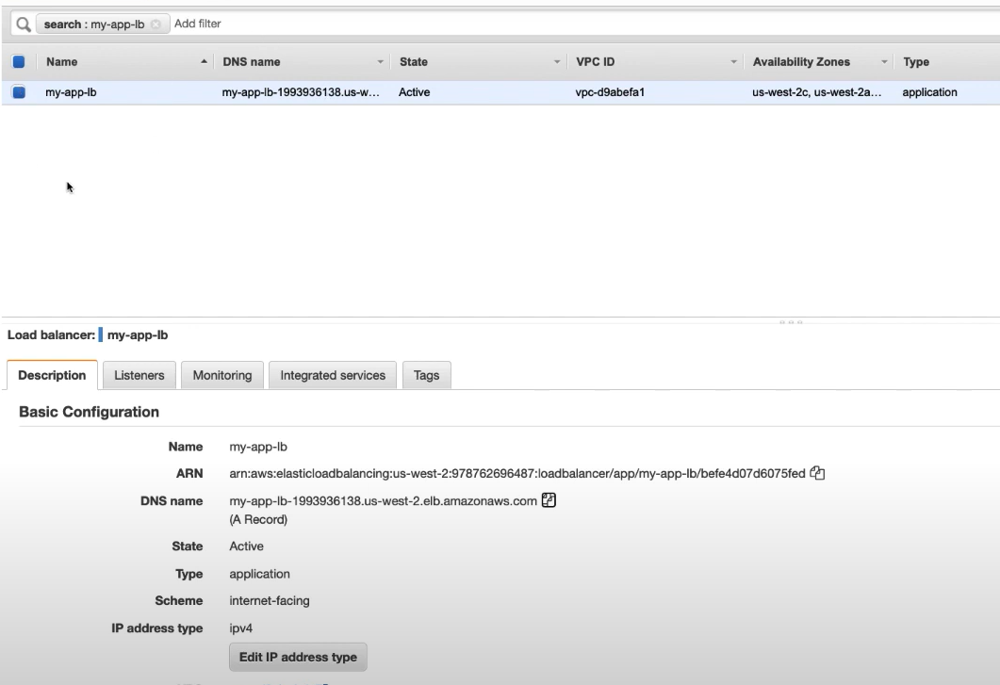 search : my-app-lb Add filter
Name DNS name State VPC ID Availability Zones Type
my-app-lb my-app-lb-1993936138.us-w... Active vpc-d9abefa1 us-west-2c, us-west-2a... application
Load balancer: my-app-lb
Description Listeners Monitoring Integrated services Tags
Basic Configuration
Name my-app-lb
ARN arn:aws:elasticloadbalancing:us-west-2:978762696487:loadbalancer/app/my-app-lb/befe4d07d6075fed
DNS name my-app-lb-1993936138.us-west-2.elb.amazonaws.com
(A Record)
State Active
Type application
Scheme internet-facing
IP address type ipv4
Edit IP address type